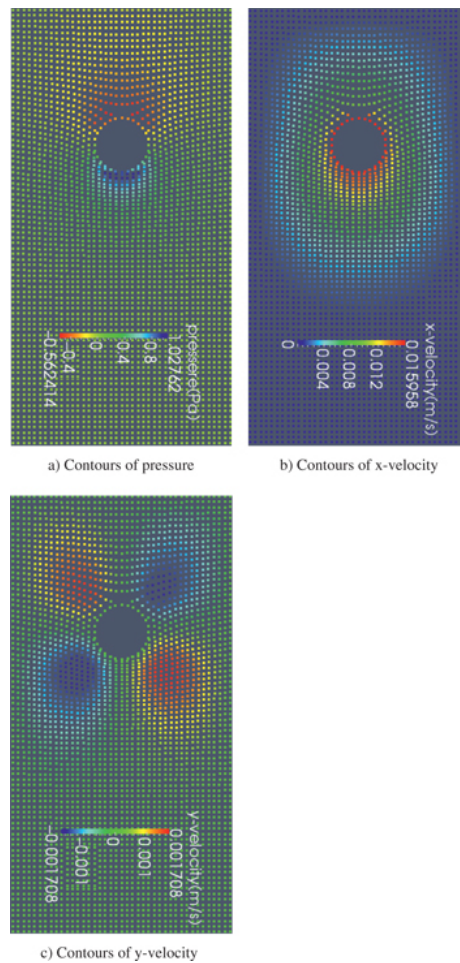 pressere(Pa)
-0.562414
-0.4
0
0.4
0.8
1.02762
a) Contours of pressure
x-velocity(m/s)
0
0.004
0.008
0.012
0.015958
b) Contours of x-velocity
y-velocity(m/s)
-0.001708
-0.001
0
0.001
0.001708
c) Contours of y-velocity